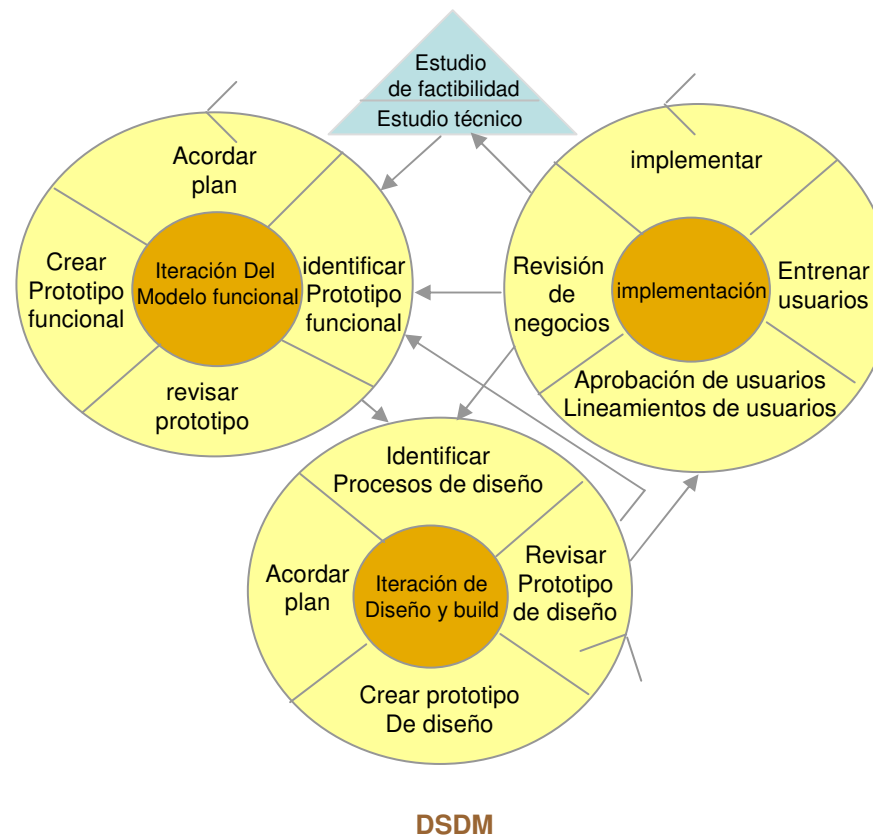 Estudio
de factibilidad
Estudio técnico
Acordar
plan
identificar
Prototipo
funcional
revisar
prototipo
Crear
Prototipo
funcional
Iteración Del
Modelo funcional
implementar
Entrenar
usuarios
Aprobación de usuarios
Lineamientos de usuarios
Revisión
de
negocios
implementación
Identificar
Procesos de diseño
Revisar
Prototipo
de diseño
Crear prototipo
De diseño
Acordar
plan
Iteración de
Diseño y build
DSDM